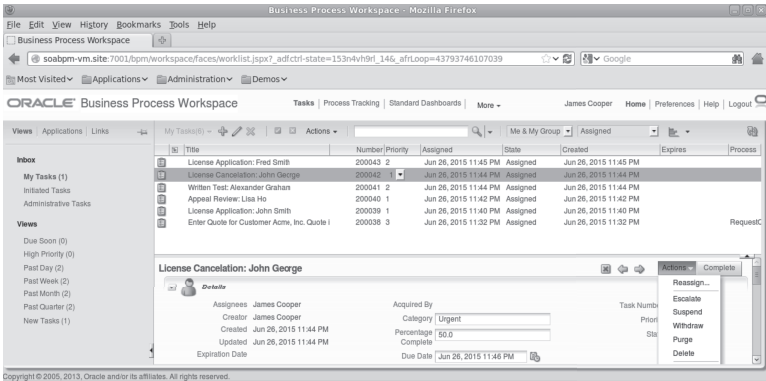 Business Process Workspace - Mozilla Firefox
File Edit View History Bookmarks Tools Help
Business Process Workspace
soabpm-vm.site:7001/bpm/workspace/faces/worklist.jspx?_adfctrl-state=153n4vh9rl_14&_afrLoop=43793746107039
Google
Most Visited Applications Administration Demos
ORACLE Business Process Workspace Tasks Process Tracking Standard Dashboards More James Cooper Home Preferences Help Logout
Views Applications Links My Tasks(6) Actions Me & My Group Assigned
Title Number Priority Assigned State Created Expires Process
Inbox
License Application: Fred Smith 200043 2 Jun 26, 2015 11:45 PM Assigned Jun 26, 2015 11:45 PM
My Tasks (1) License Cancelation: John George 200042 1 Jun 26, 2015 11:44 PM Assigned Jun 26, 2015 11:44 PM
Initiated Tasks Written Test: Alexander Graham 200041 2 Jun 26, 2015 11:44 PM Assigned Jun 26, 2015 11:44 PM
Administrative Tasks Appeal Review: Lisa Ho 200040 1 Jun 26, 2015 11:42 PM Assigned Jun 26, 2015 11:42 PM
License Application: John Smith 200039 1 Jun 26, 2015 11:40 PM Assigned Jun 26, 2015 11:40 PM
Views Enter Quote for Customer Acme, Inc. Quote i 200038 3 Jun 26, 2015 11:32 PM Assigned Jun 26, 2015 11:32 PM RequestQ
Due Soon (0)
High Priority (0)
Past Day (2)
Past Week (2)
Past Month (2)
Past Quarter (2)
New Tasks (1)
License Cancelation: John George Actions Complete
Details
Assignees James Cooper
Creator James Cooper
Created Jun 26, 2015 11:44 PM
Updated Jun 26, 2015 11:44 PM
Expiration Date
Acquired By
Category Urgent
Percentage Complete 50.0
Due Date Jun 26, 2015 11:46 PM
Task Numbe
Priori
Sta
Reassign...
Escalate
Suspend
Withdraw
Purge
Delete
Copyright © 2005, 2013, Oracle and/or its affiliates. All rights reserved.